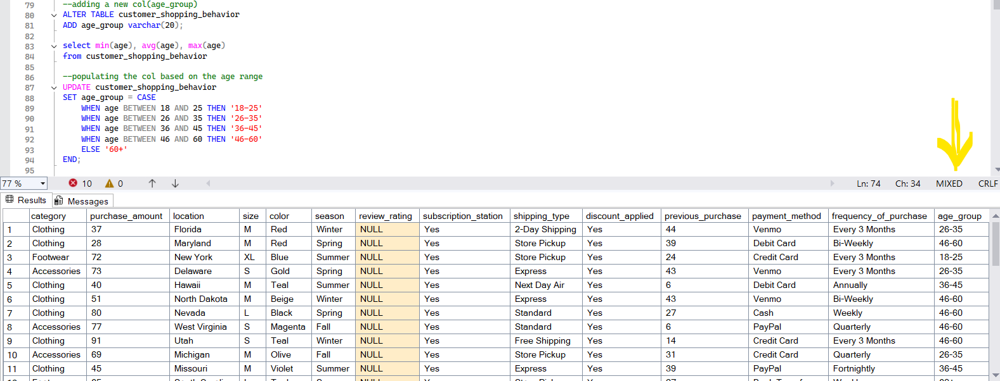 79 --adding a new col(age_group)
80 ALTER TABLE customer_shopping_behavior
81 ADD age_group varchar(20);
82
83 select min(age), avg(age), max(age)
84 from customer_shopping_behavior
85
86 --populating the col based on the age range
87 UPDATE customer_shopping_behavior
88 SET age_group = CASE
89 WHEN age BETWEEN 18 AND 25 THEN '18-25'
90 WHEN age BETWEEN 26 AND 35 THEN '26-35'
91 WHEN age BETWEEN 36 AND 45 THEN '36-45'
92 WHEN age BETWEEN 46 AND 60 THEN '46-60'
93 ELSE '60+'
94 END;
95
77 % 10 0 Ln: 74 Ch: 34 MIXED CRLF
Results Messages
category purchase_amount location size color season review_rating subscription_station shipping_type discount_applied previous_purchase payment_method frequency_of_purchase age_group
1 Clothing 37 Florida M Red Winter NULL Yes 2-Day Shipping Yes 44 Venmo Every 3 Months 26-35
2 Clothing 28 Maryland M Red Spring NULL Yes Store Pickup Yes 39 Debit Card Bi-Weekly 46-60
3 Footwear 72 New York XL Blue Summer NULL Yes Store Pickup Yes 24 Credit Card Every 3 Months 18-25
4 Accessories 73 Delaware S Gold Spring NULL Yes Express Yes 43 Venmo Every 3 Months 26-35
5 Clothing 40 Hawaii M Teal Summer NULL Yes Next Day Air Yes 6 Debit Card Annually 36-45
6 Clothing 51 North Dakota M Beige Winter NULL Yes Express Yes 43 Venmo Bi-Weekly 46-60
7 Clothing 80 Nevada L Black Spring NULL Yes Standard Yes 27 Cash Weekly 46-60
8 Accessories 77 West Virginia S Magenta Fall NULL Yes Standard Yes 6 PayPal Quarterly 46-60
9 Clothing 91 Utah S Teal Winter NULL Yes Free Shipping Yes 14 Credit Card Every 3 Months 46-60
10 Accessories 69 Michigan M Olive Fall NULL Yes Store Pickup Yes 31 Credit Card Quarterly 26-35
11 Clothing 45 Missouri M Violet Summer NULL Yes Express Yes 39 PayPal Fortnightly 36-45